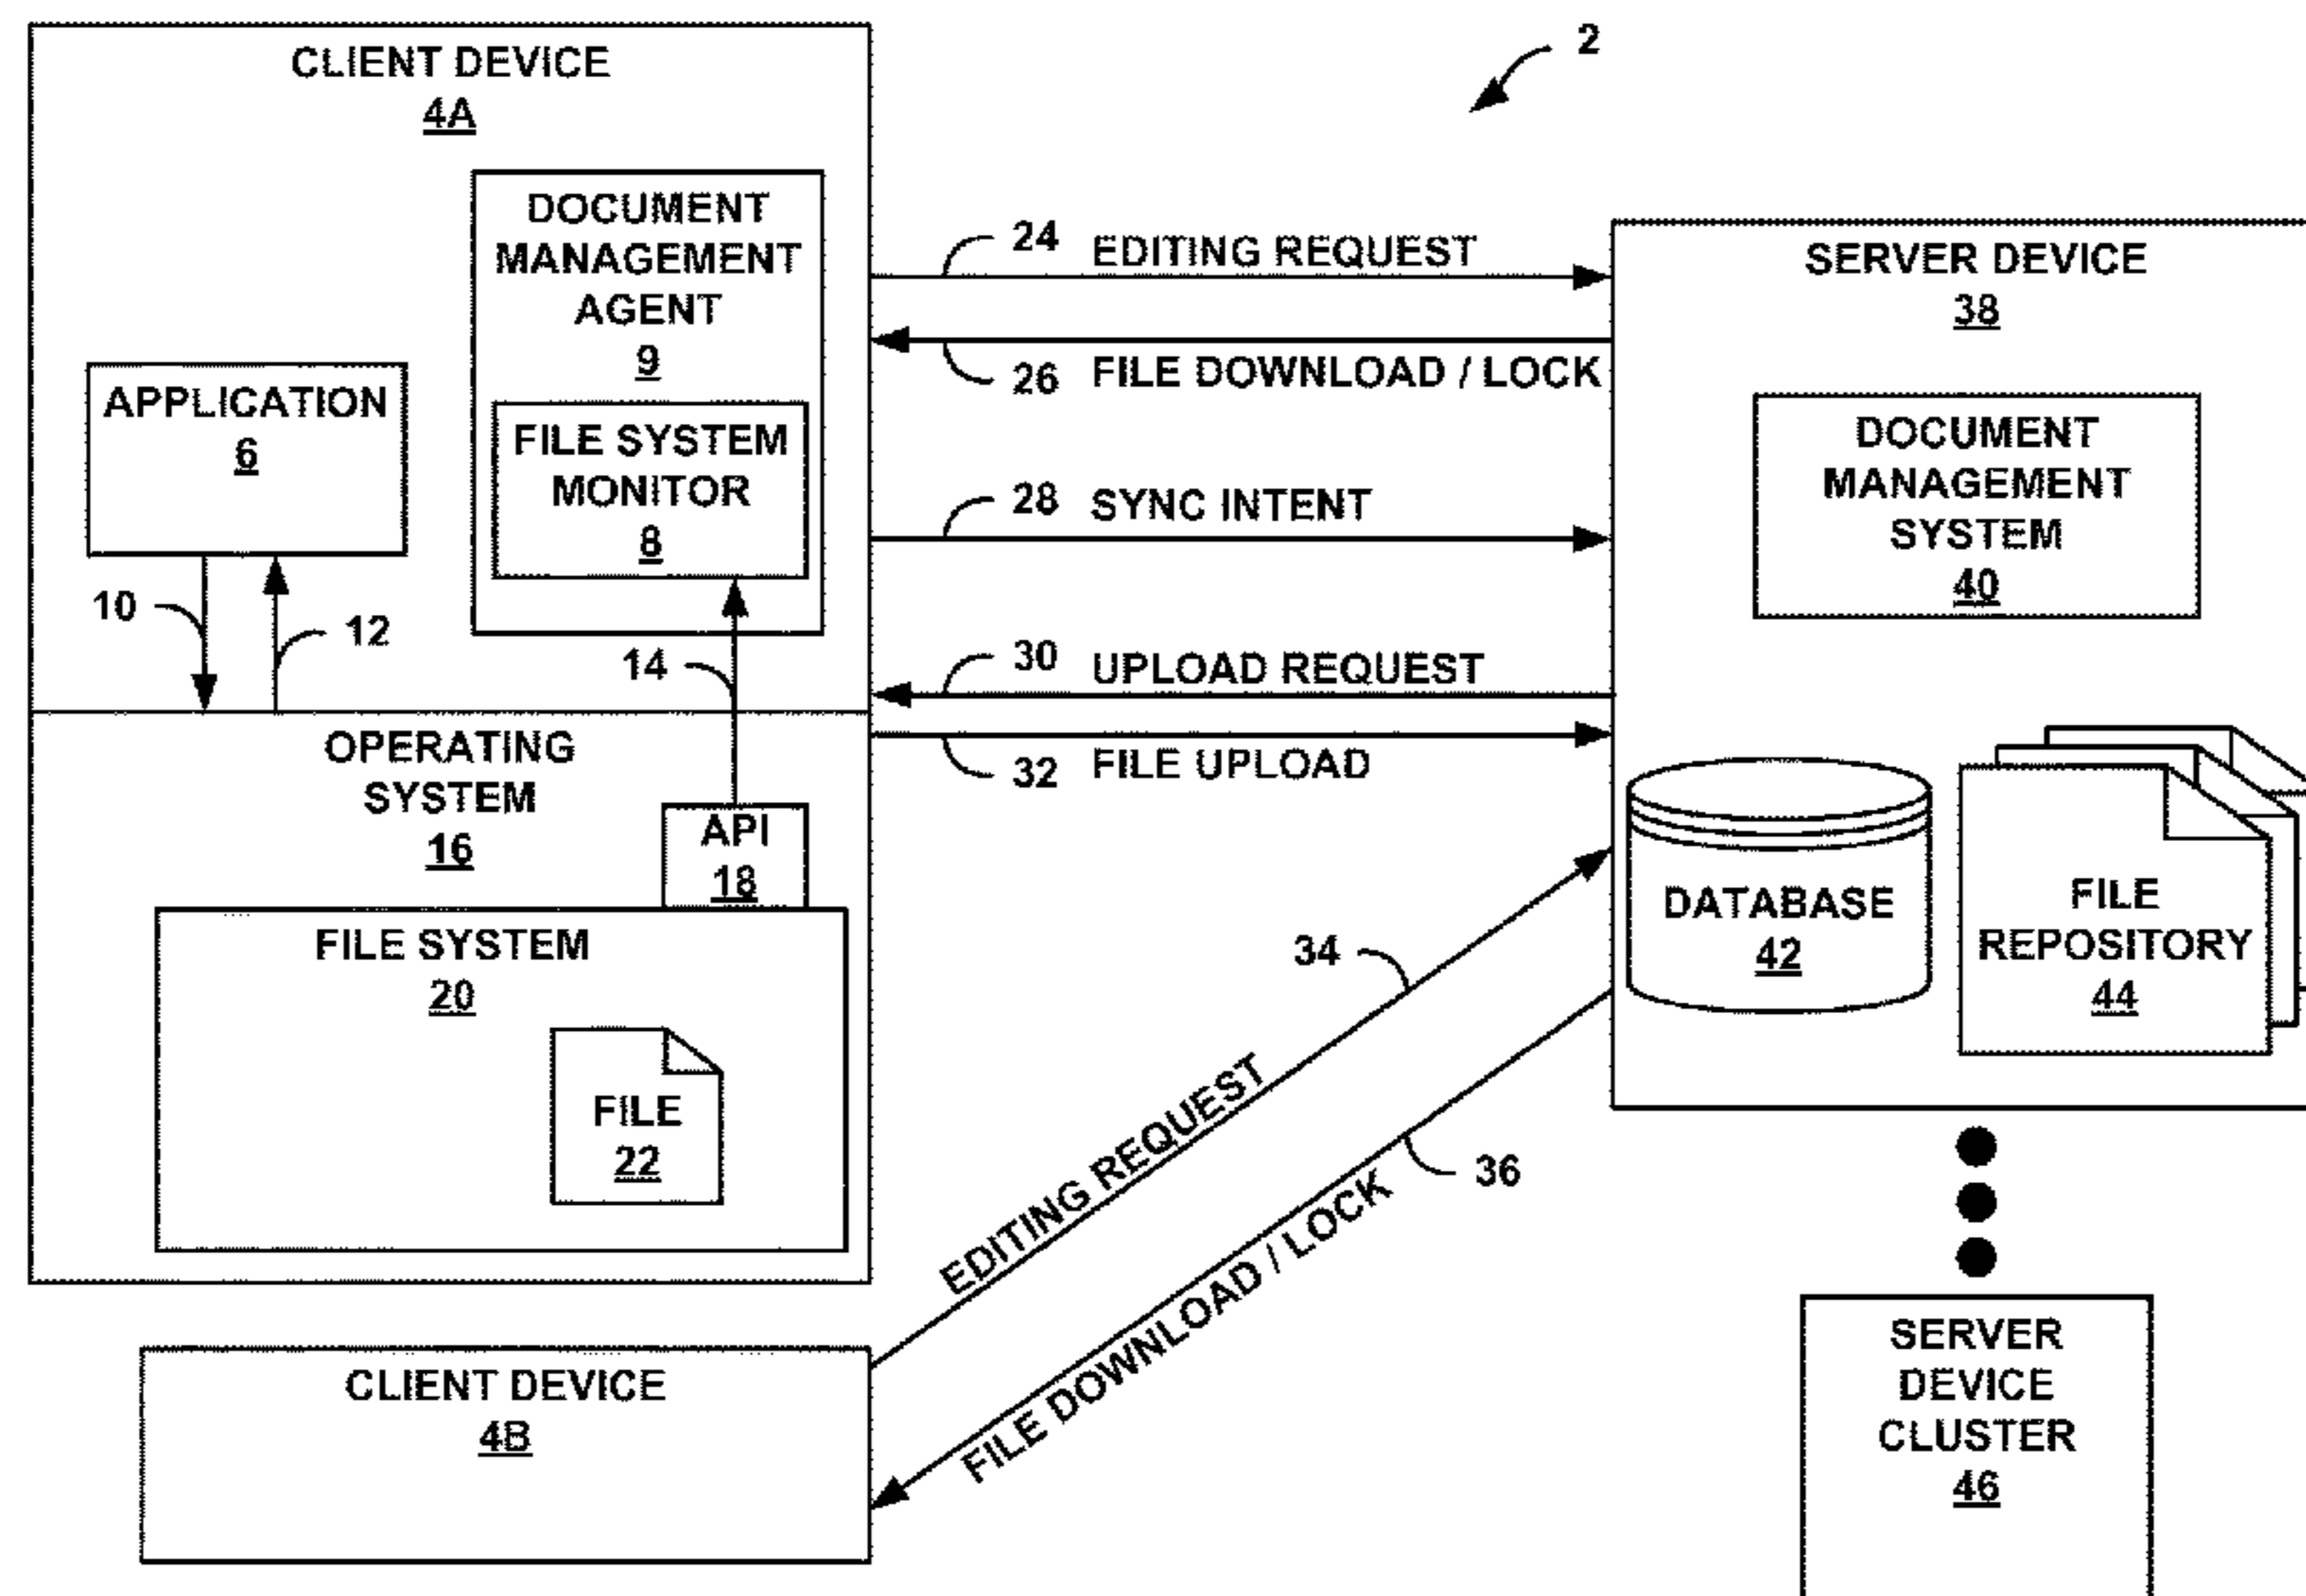 2
CLIENT DEVICE
4A
DOCUMENT
MANAGEMENT
AGENT
9
FILE SYSTEM
MONITOR
8
APPLICATION
6
10
12
14
OPERATING
SYSTEM
16
API
18
FILE SYSTEM
20
FILE
22
CLIENT DEVICE
4B
24 EDITING REQUEST
26 FILE DOWNLOAD / LOCK
28 SYNC INTENT
30 UPLOAD REQUEST
32 FILE UPLOAD
34
EDITING REQUEST
36
FILE DOWNLOAD / LOCK
SERVER DEVICE
38
DOCUMENT
MANAGEMENT
SYSTEM
40
DATABASE
42
FILE
REPOSITORY
44
SERVER
DEVICE
CLUSTER
46